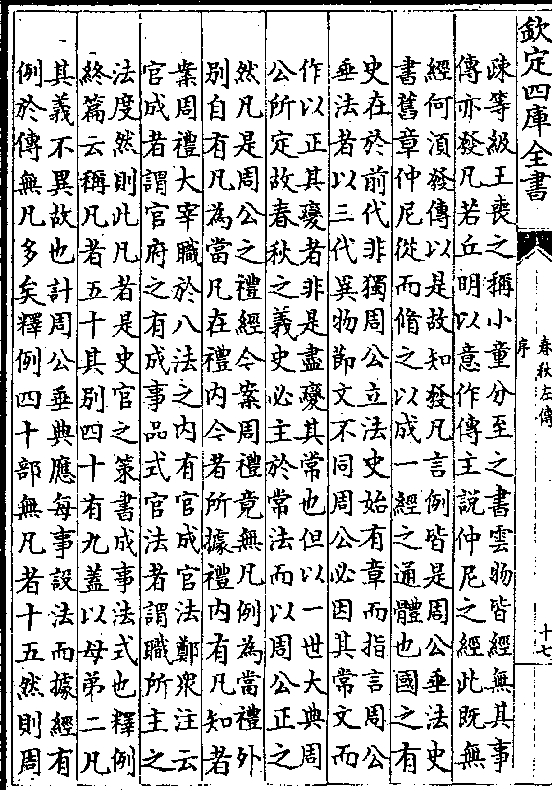 欽定四庫全書
春秋左傳
序
十七
疎等級王喪之稱小童分至之書雲物皆經無其事
傳亦發凡若丘明以意作傳主說仲尼之經此既無
經何須發傳以是故知發凡言例皆是周公垂法史
書舊章仲尼從而脩之以成一經之通體也國之有
史在於前代非獨周公立法史始有章而指言周公
垂法者以三代異物節文不同周公必因其常文而
作以正其變者非是盡變其常也但以一世大典周
公所定故春秋之義史必主於常法而以周公正之
然凡是周公之禮經今案周禮竟無凡例為當禮外
別自有凡為當凡在禮內今者所據禮內有凡知者
案周禮大宰職於八法之內有官成官法鄭衆注云
官成者謂官府之有成事品式官法者謂職所主之
法度然則此凡者是史官之策書成事法式也釋例
終篇云稱凡者五十其別四十有九蓋以母弟二凡
其義不異故也計周公垂典應每事設法而據經有
例於傳無凡多矣釋例四十部無凡者十五然則周